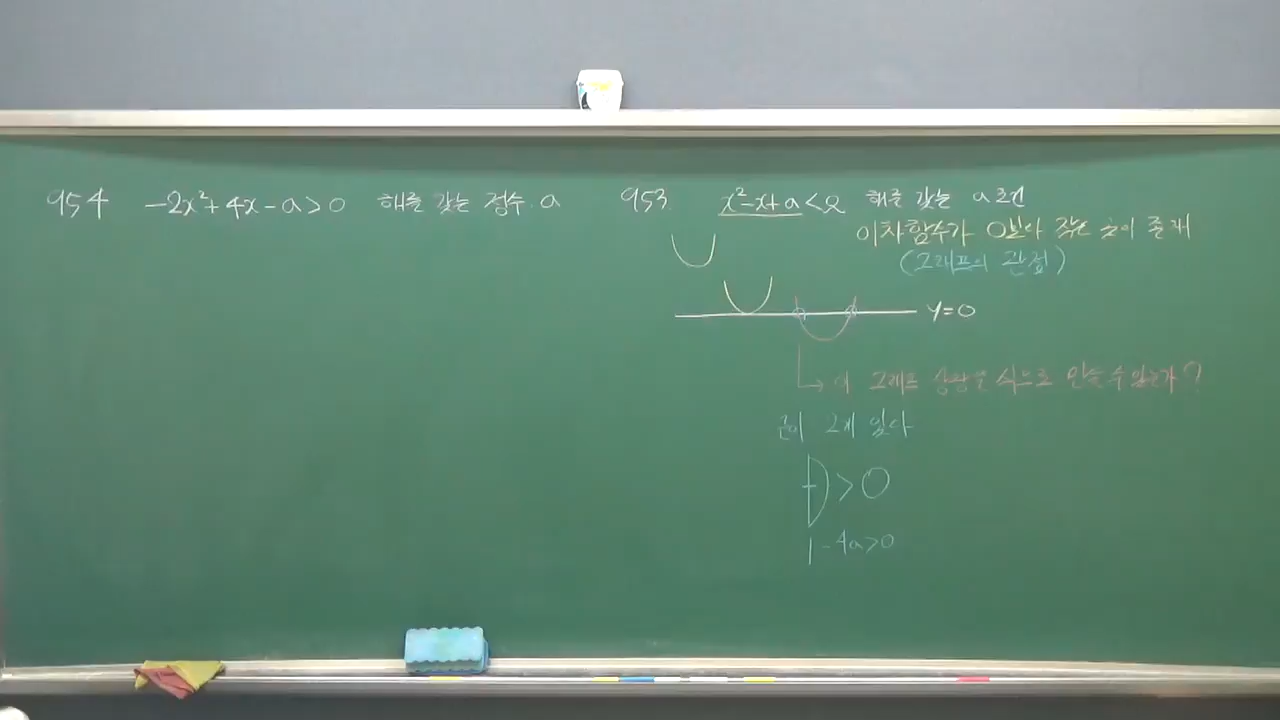 954 -2x²+4x-a>0 해를 갖는 정수 a
953. x²-x+a<0 해를 갖는 a조건
이차함수가 0보다 작은 곳이 존재
(그래프의 관점)
y=0
이 그래프 상황을 식으로 있을 수 있는가?
근이 2개 있다
D>0
1-4a>0